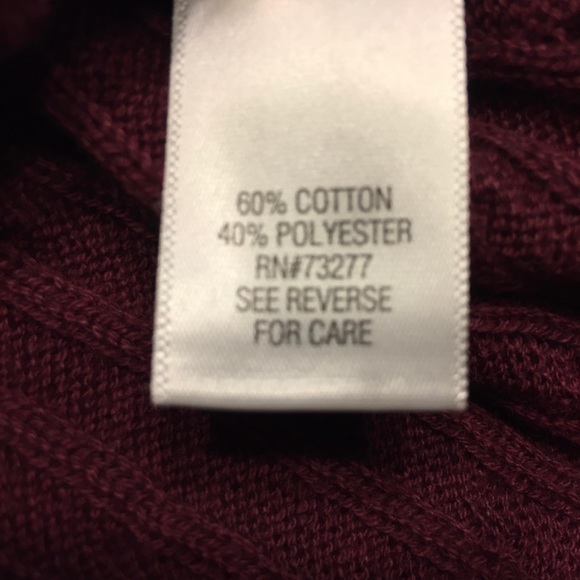 60% COTTON
40% POLYESTER
RN#73277
SEE REVERSE
FOR CARE